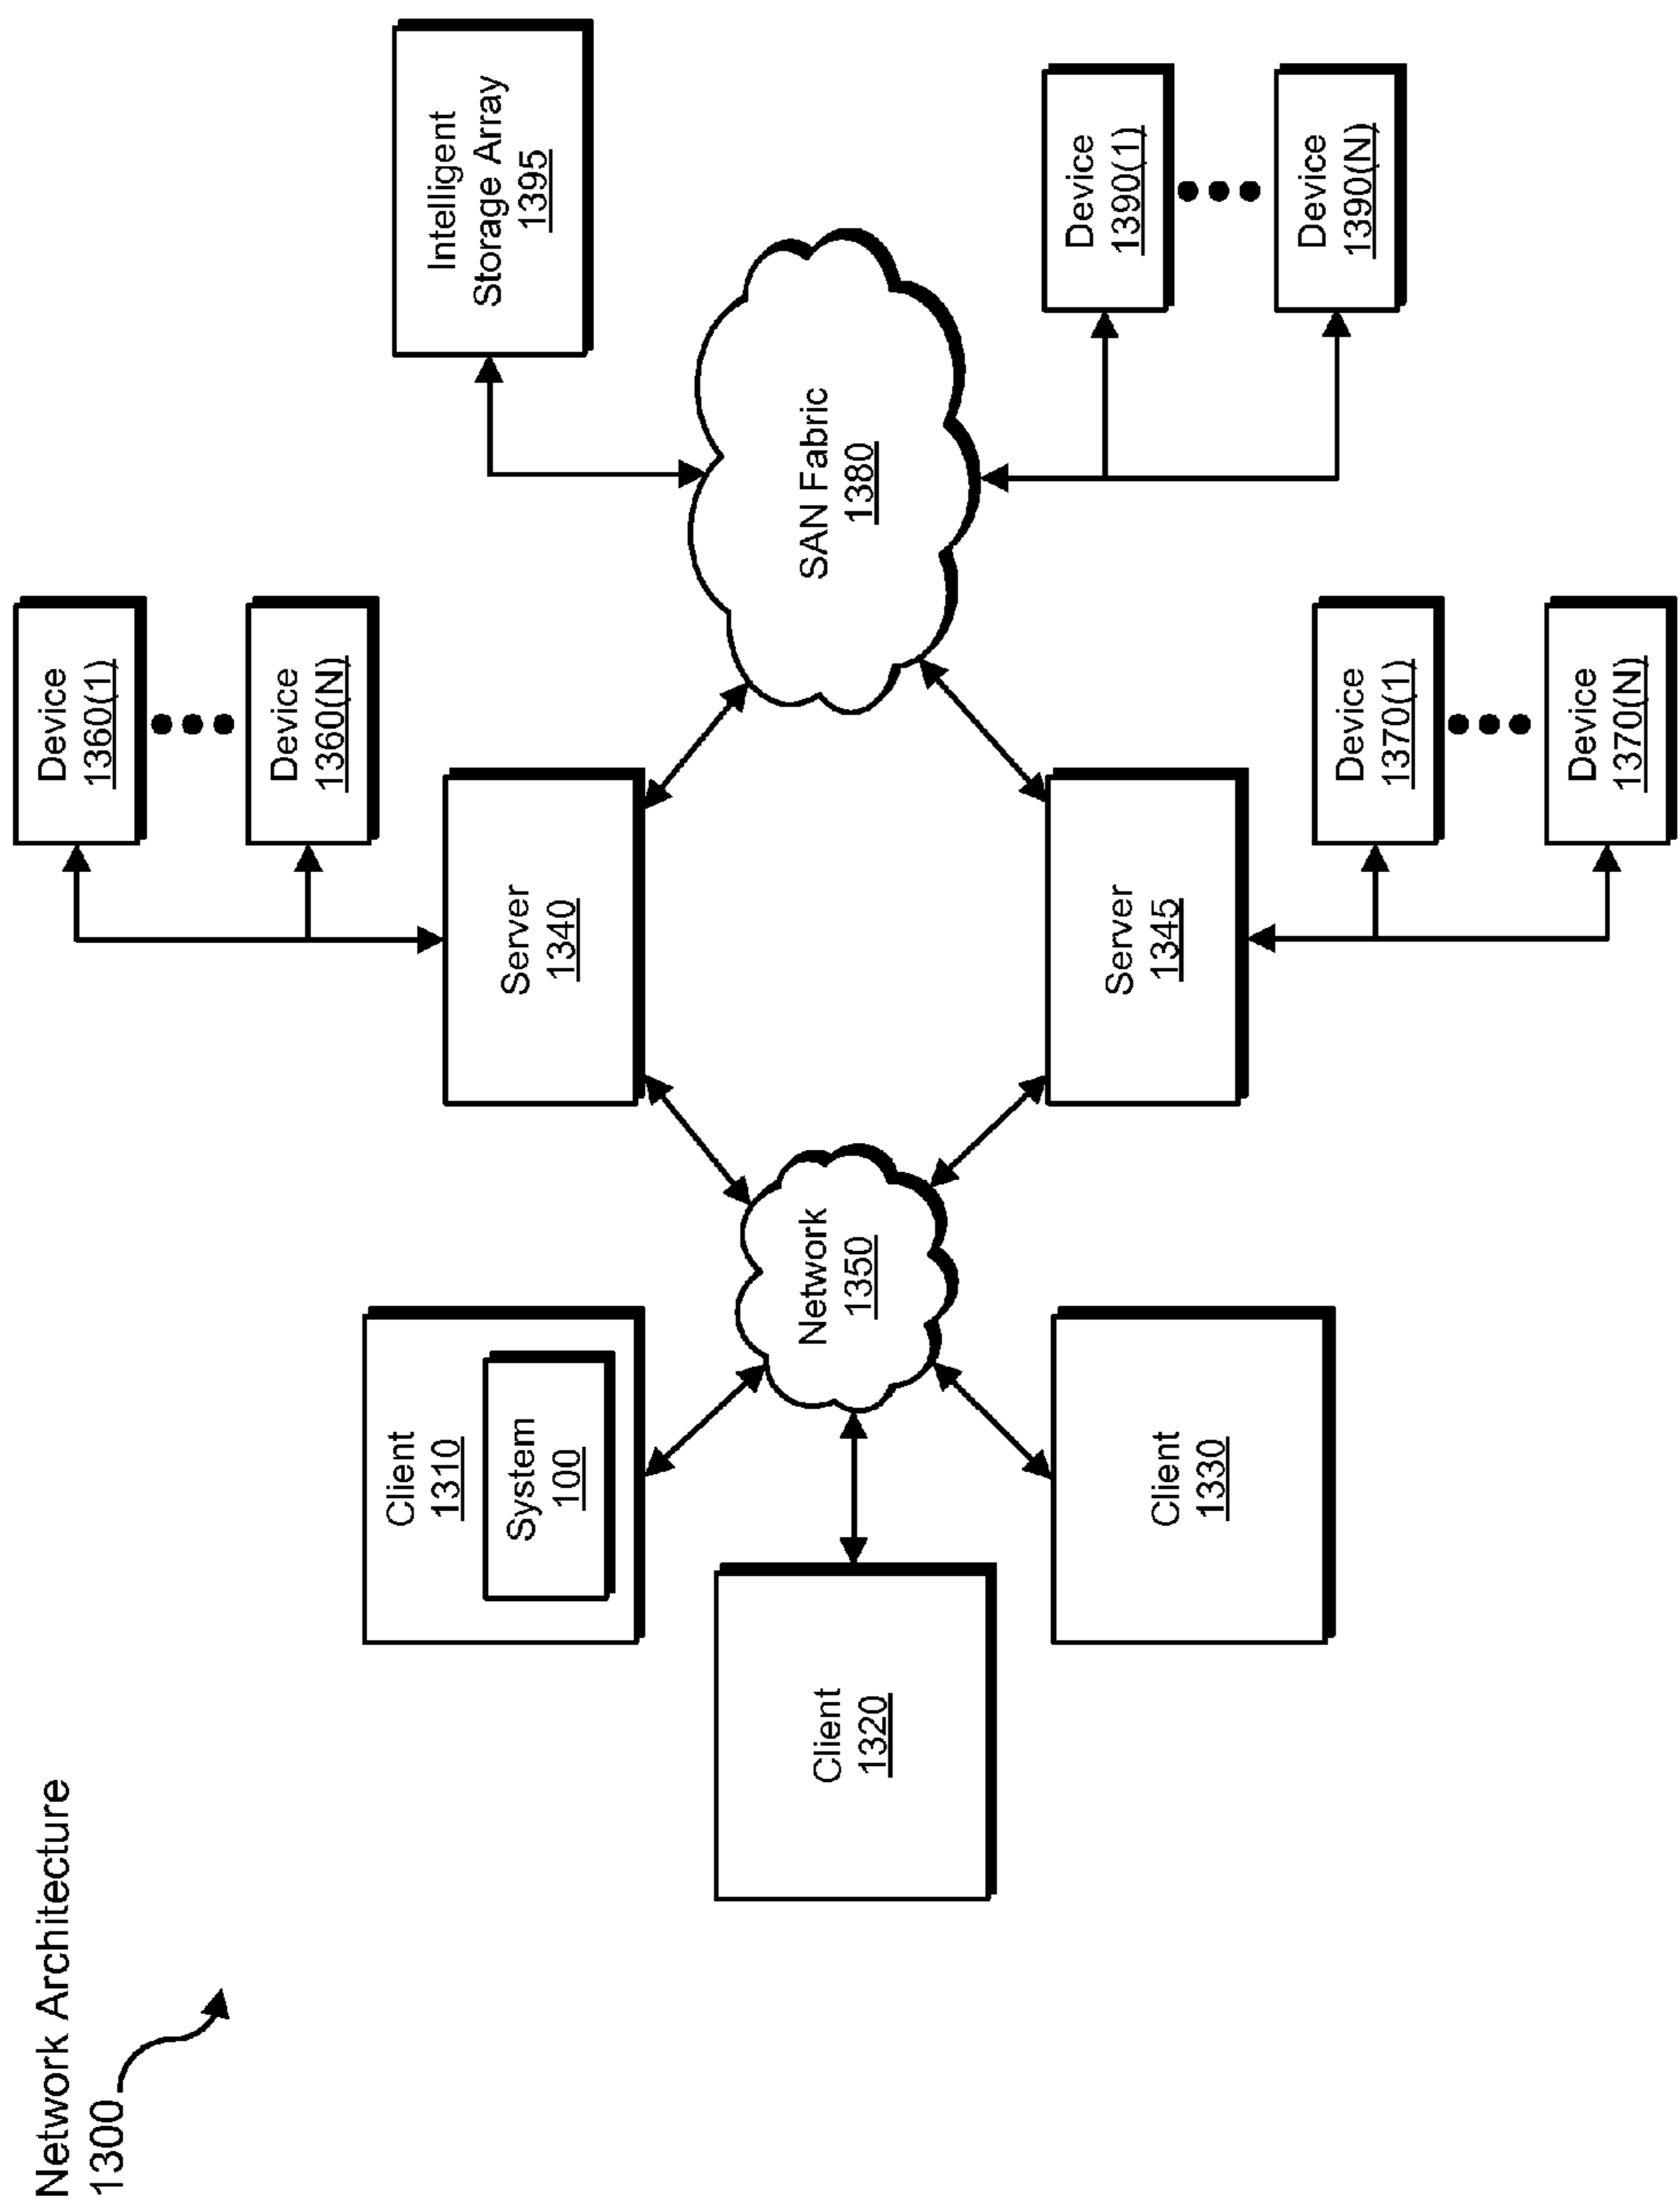 Network Architecture
1300
Client
1310
System
100
Client
1320
Client
1330
Network
1350
Server
1340
Server
1345
Device
1360(1)
Device
1360(N)
Device
1370(1)
Device
1370(N)
SAN Fabric
1380
Intelligent
Storage Array
1395
Device
1390(1)
Device
1390(N)